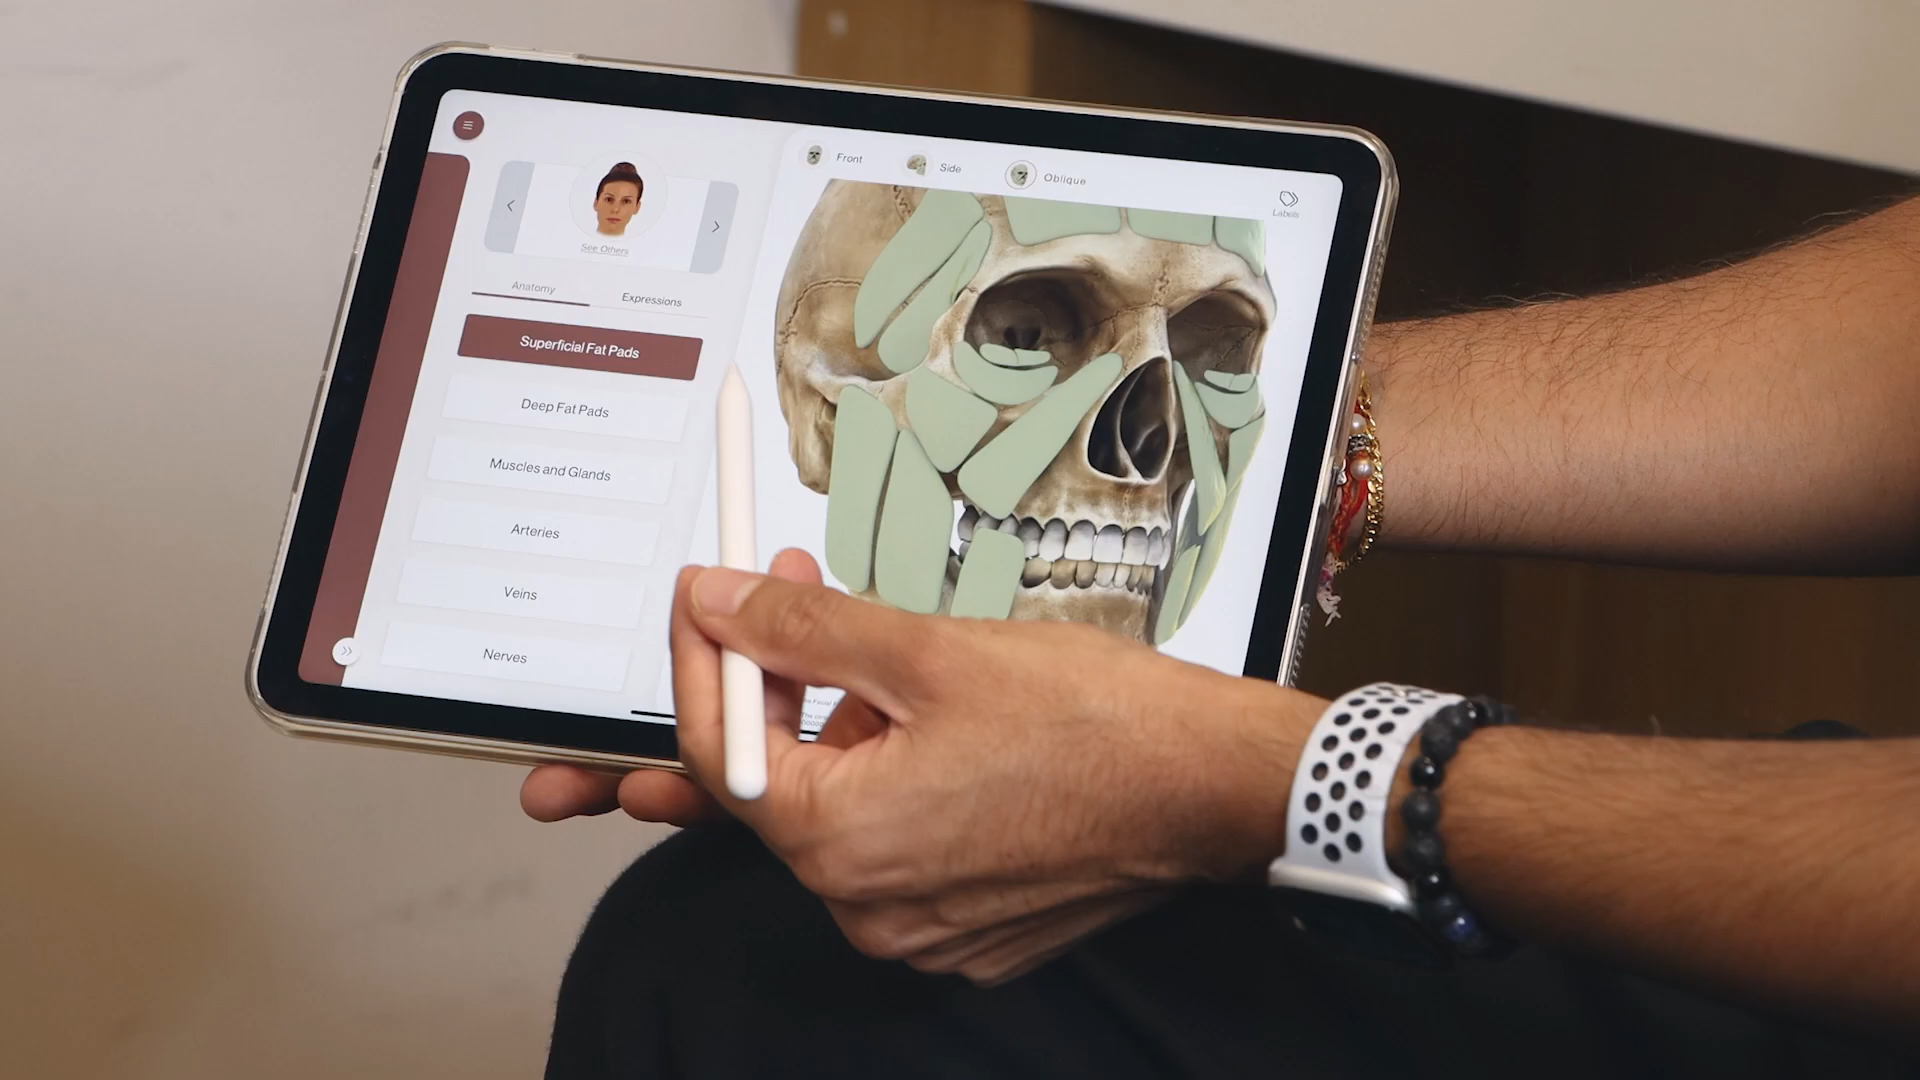 Front
Side
Oblique
Labels
See Others
Anatomy
Expressions
Superficial Fat Pads
Deep Fat Pads
Muscles and Glands
Arteries
Veins
Nerves